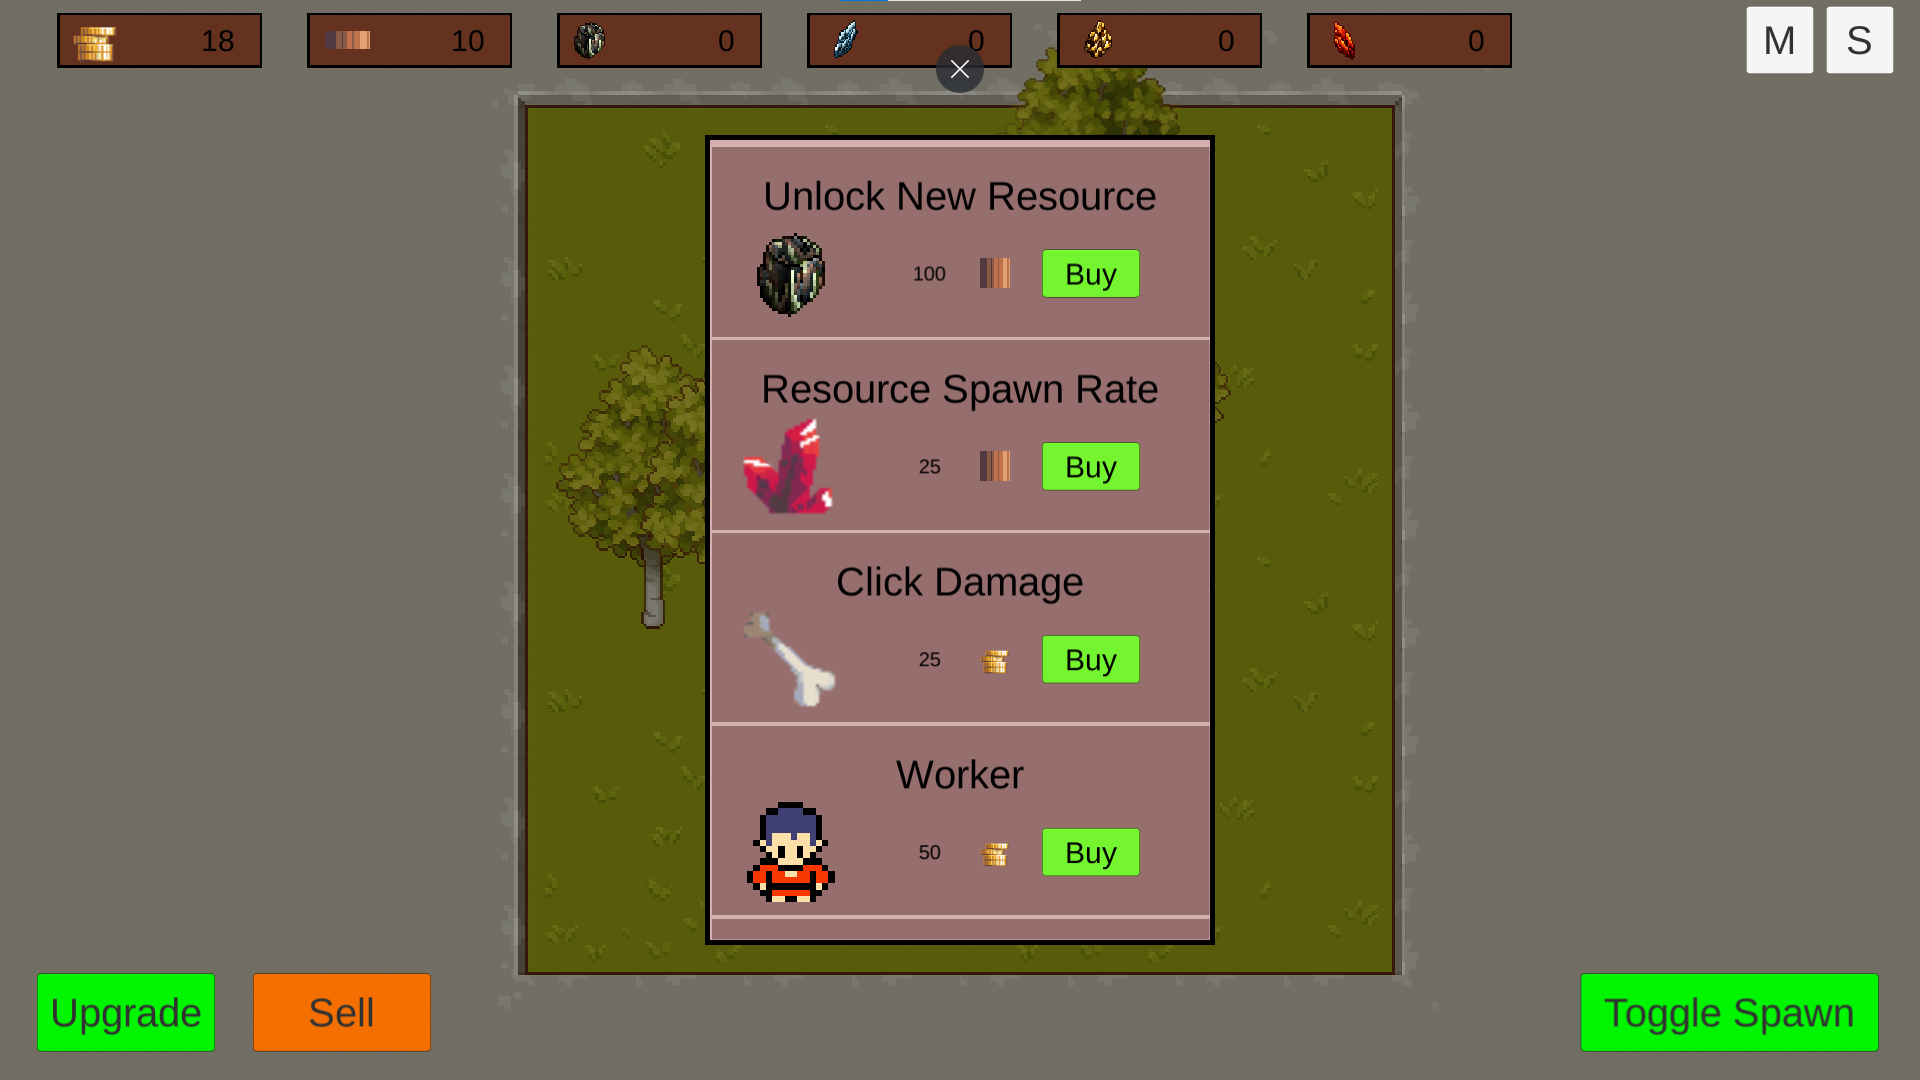 18 10 0 0 0 0 M S
Unlock New Resource
100 Buy
Resource Spawn Rate
25 Buy
Click Damage
25 Buy
Worker
50 Buy
Upgrade Sell Toggle Spawn